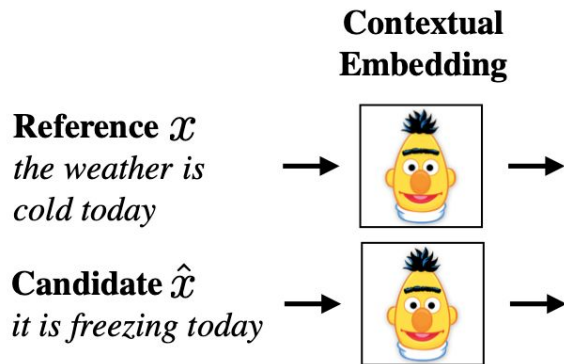 Contextual
Embedding
Reference x
the weather is
cold today
Candidate x̂
it is freezing today